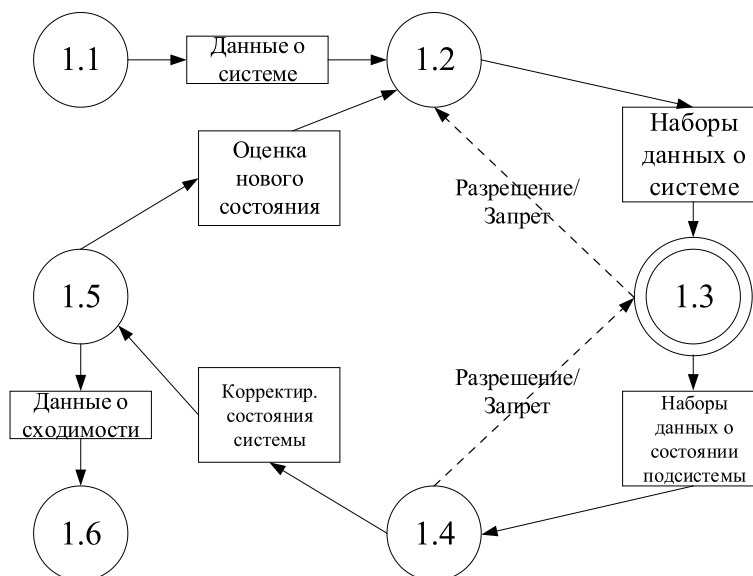 1.1
Данные о
системе
1.2
Наборы
данных о
системе
Оценка
нового
состояния
Разрешение/
Запрет
1.5
1.3
Данные о
сходимости
Корректир.
состояния
системы
Разрешение/
Запрет
Наборы
данных о
состоянии
подсистемы
1.6
1.4